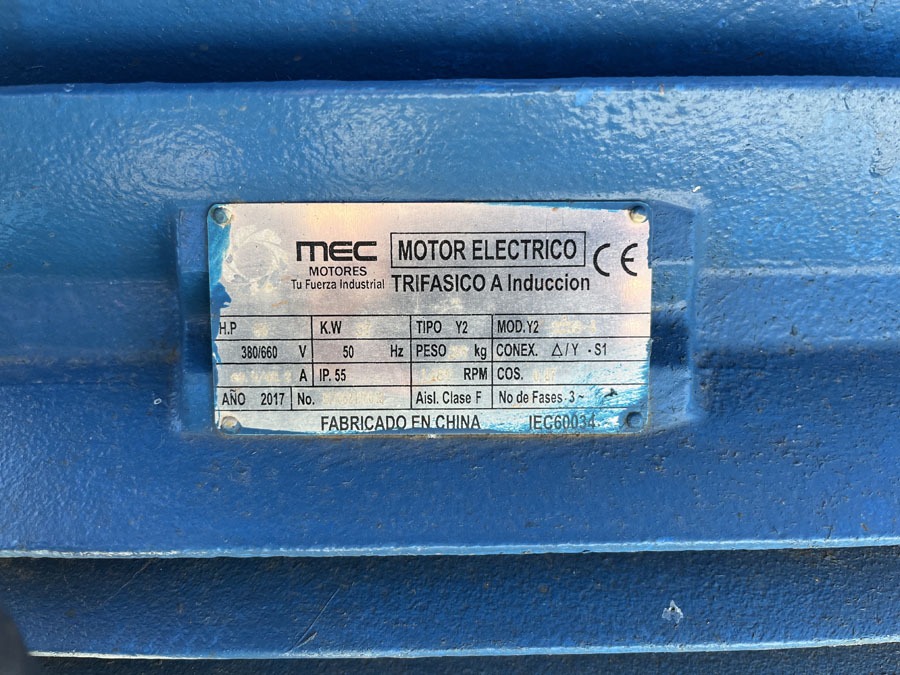 MEC
MOTORES
Tu Fuerza Industrial
MOTOR ELECTRICO
TRIFASICO A Induccion
CE
H.P K.W TIPO Y2 MOD.Y2
380/660 V 50 Hz PESO kg CONEX. △/Y - S1
A IP. 55 RPM COS.
AÑO 2017 No. Aisl. Clase F No de Fases 3~
FABRICADO EN CHINA IEC60034